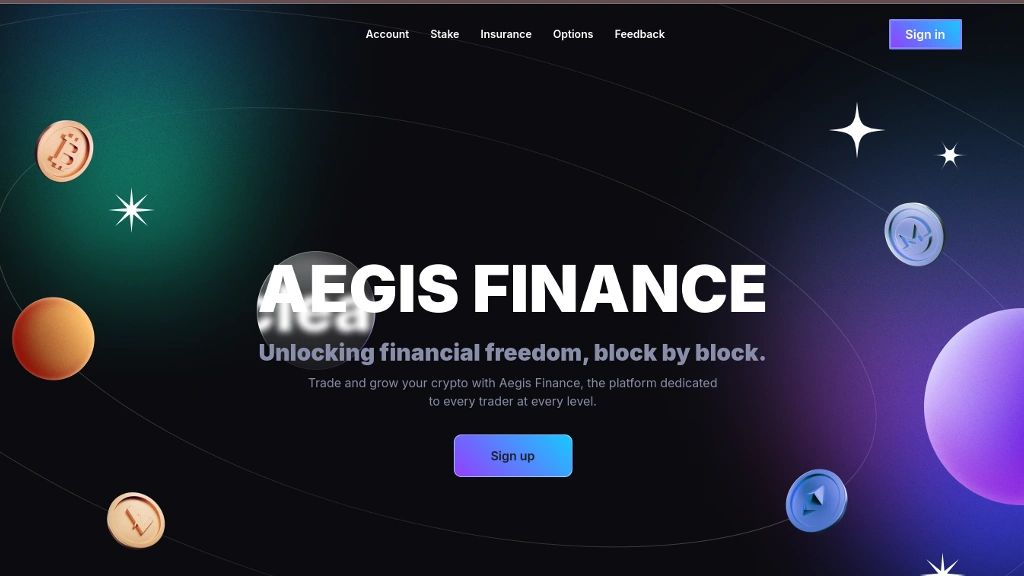 Account Stake Insurance Options Feedback Sign in
AEGIS FINANCE
Unlocking financial freedom, block by block.
Trade and grow your crypto with Aegis Finance, the platform dedicated
to every trader at every level.
Sign up